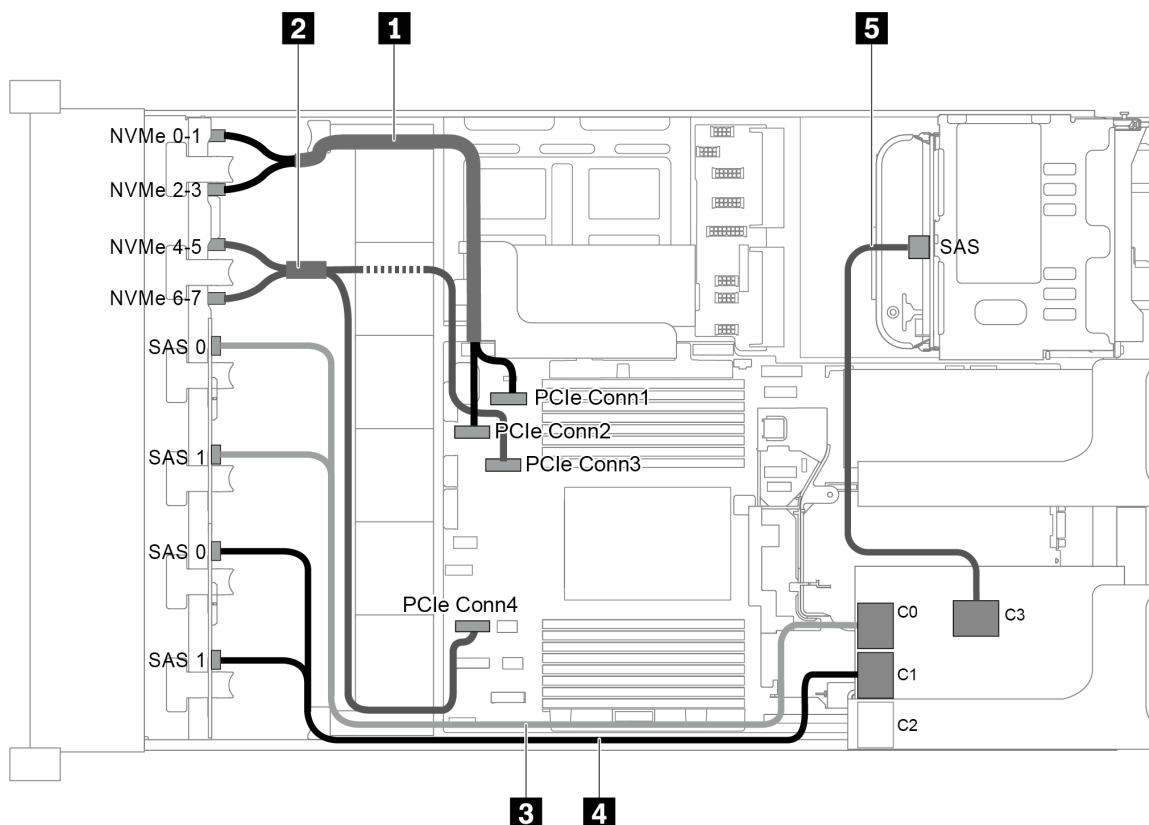 2
1
5
NVMe 0-1
NVMe 2-3
NVMe 4-5
SAS
NVMe 6-7
SAS 0
PCIe Conn1
PCIe Conn2
SAS 1
PCIe Conn3
SAS 0
PCIe Conn4
C0
C3
SAS 1
C1
C2
3
4